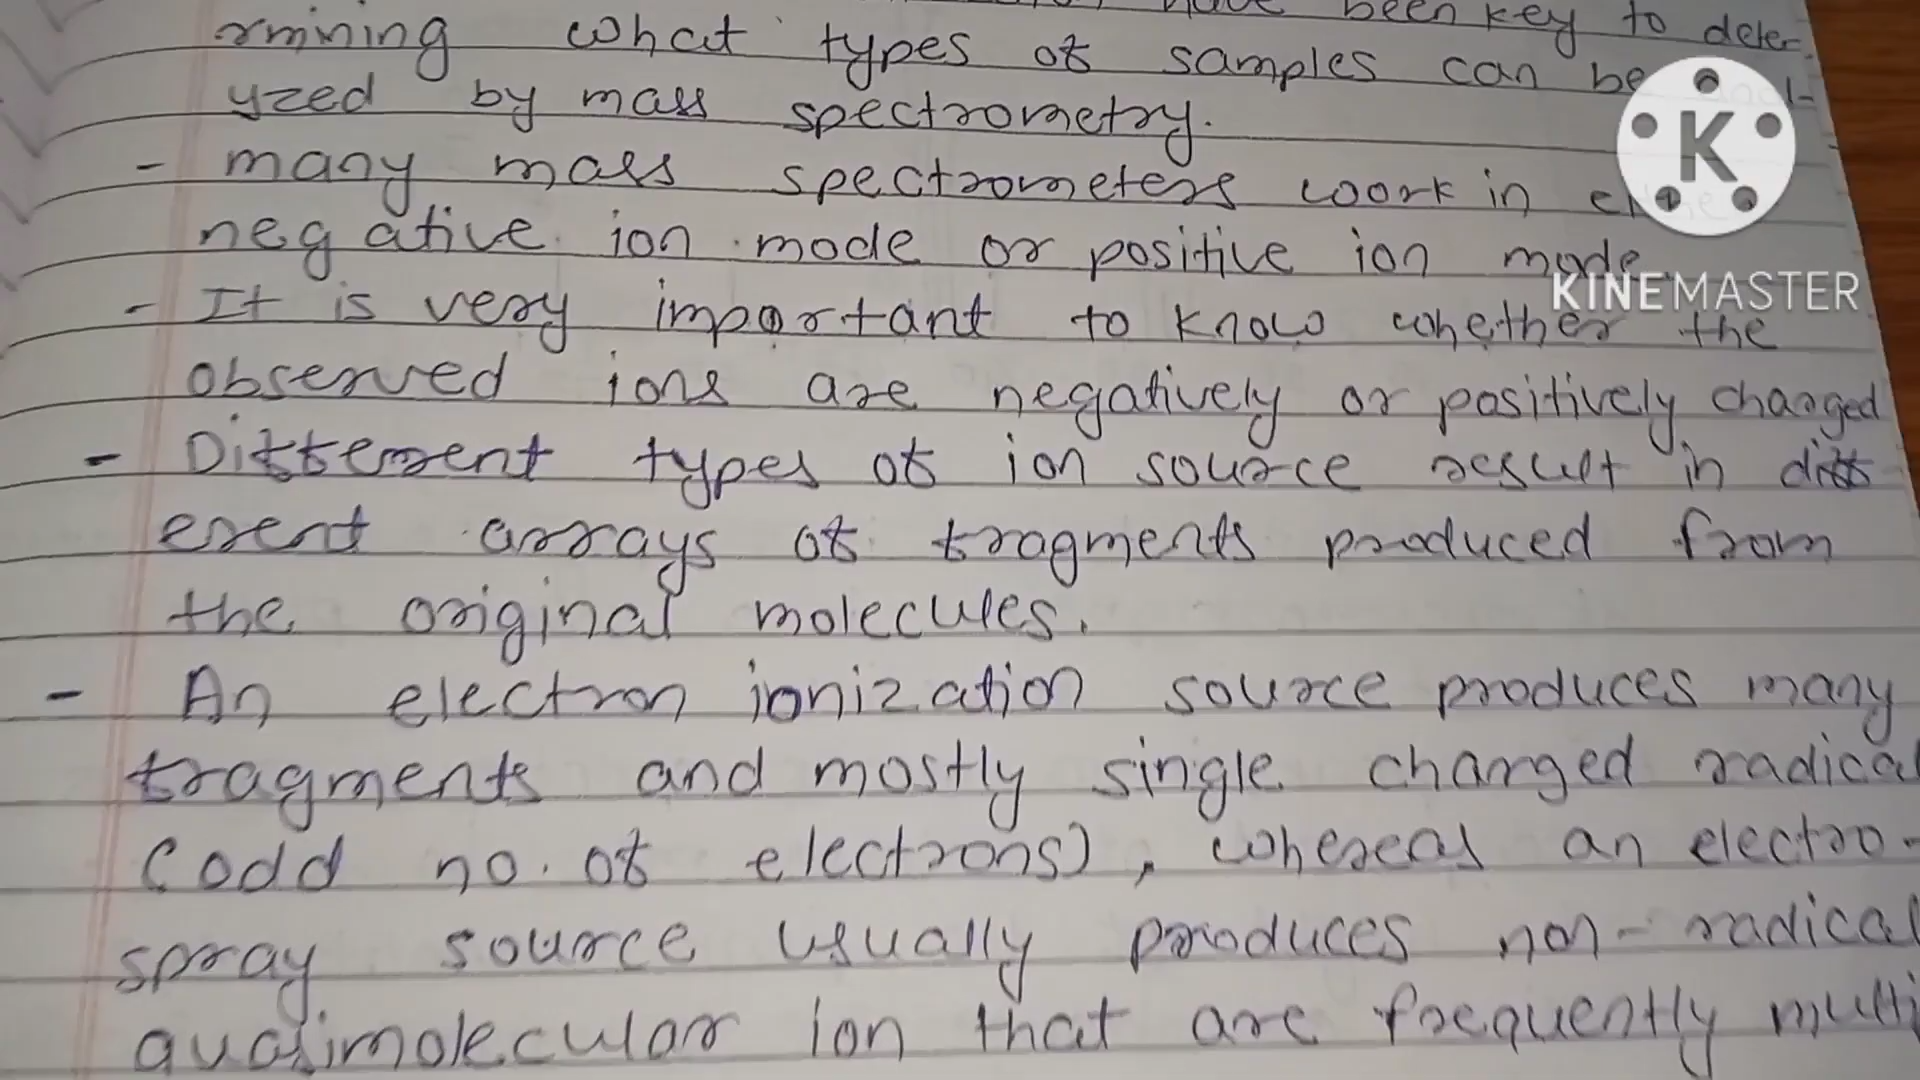 have been key to dete-
rmining what types of samples can be anal-
yzed by mass spectrometry.
- many mass spectrometers work in either
negative ion mode or positive ion mode.
- It is very important to know whether the
observed ions are negatively or positively charged
- Different types of ion source result in diff
erent arrays of fragments produced from
the original molecules.
- An electron ionization source produces many
fragments and mostly single charged radical
(odd no. of electrons), whereas an electro-
spray source usually produces non-radical
quasimolecular ion that are frequently multi
K
KINEMASTER